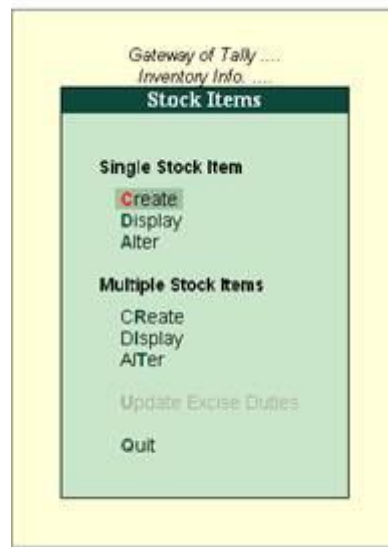 Gateway of Tally ....
Inventory Info. ....
Stock Items
Single Stock Item
Create
Display
Alter
Multiple Stock Items
CReate
DIsplay
AlTer
Update Excise Duties
Quit